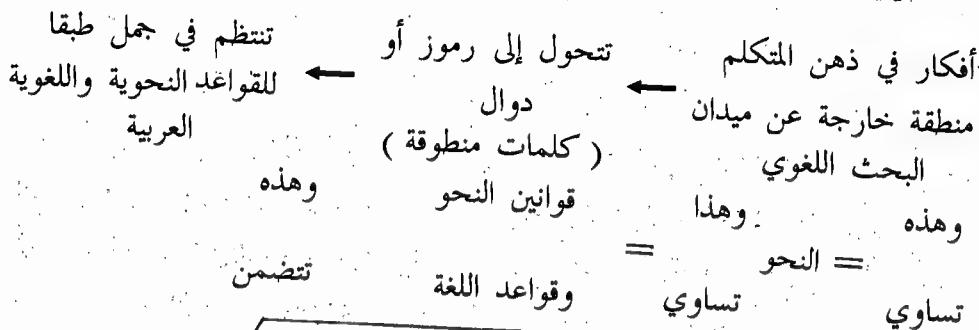 أفكار في ذهن المتكلم ← تتحول إلى رموز أو ← تنتظم في جمل طبقا
منطقة خارجة عن ميدان دوال للقواعد النحوية واللغوية
البحث اللغوي ( كلمات منطوقة ) العربية
وهذه وهذا قوانين النحو وهذه
= النحو =
تساوي تساوي وقواعد اللغة تتضمن